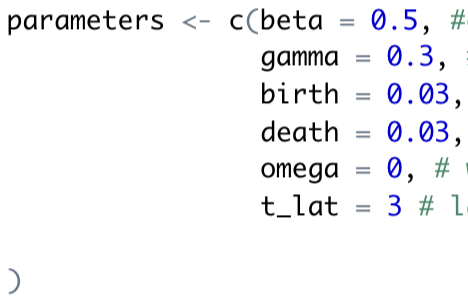 parameters <- c(beta = 0.5, #
gamma = 0.3,
birth = 0.03,
death = 0.03,
omega = 0, #
t_lat = 3 # l
)